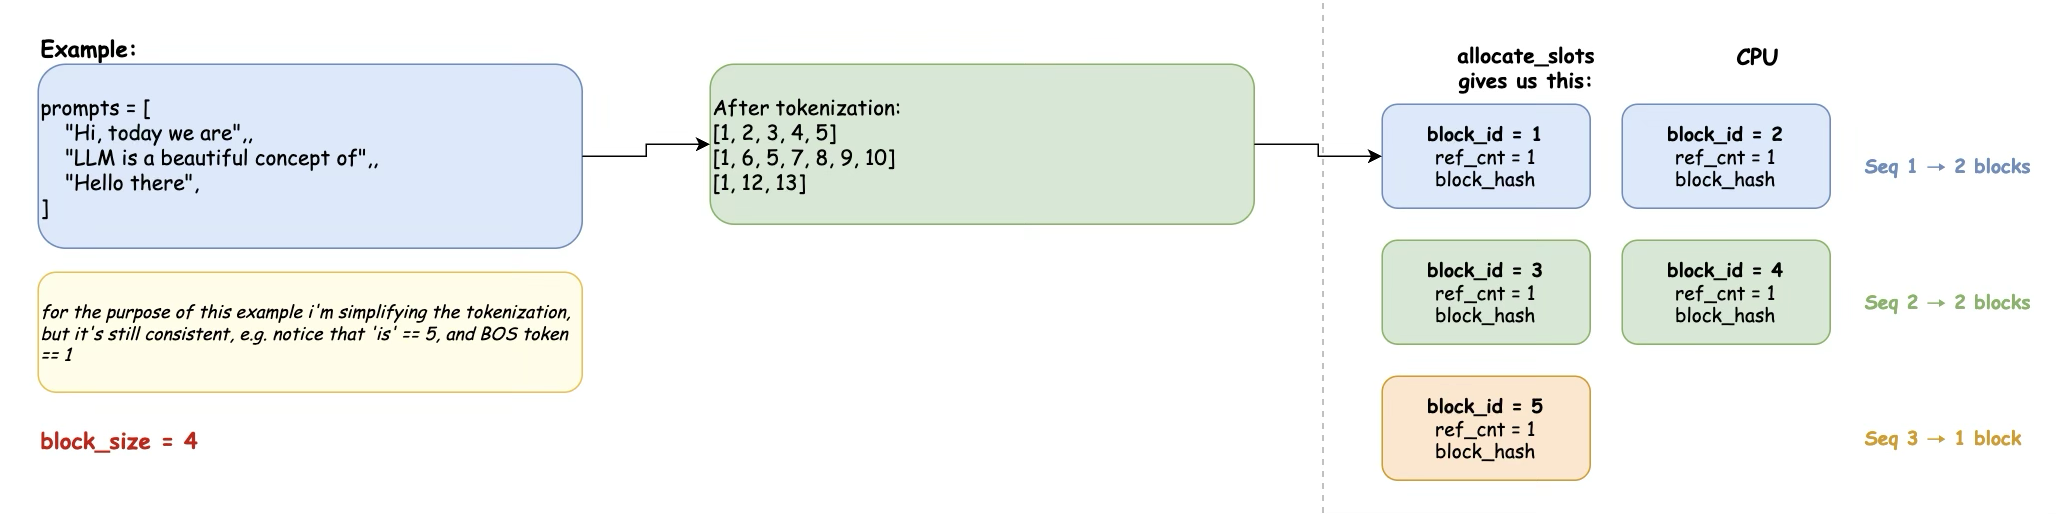 Example:
prompts = [
"Hi, today we are",,
"LLM is a beautiful concept of",,
"Hello there",
]
for the purpose of this example i'm simplifying the tokenization,
but it's still consistent, e.g. notice that 'is' == 5, and BOS token
== 1
block_size = 4
After tokenization:
[1, 2, 3, 4, 5]
[1, 6, 5, 7, 8, 9, 10]
[1, 12, 13]
allocate_slots
gives us this:
CPU
block_id = 1
ref_cnt = 1
block_hash
block_id = 2
ref_cnt = 1
block_hash
Seq 1 → 2 blocks
block_id = 3
ref_cnt = 1
block_hash
block_id = 4
ref_cnt = 1
block_hash
Seq 2 → 2 blocks
block_id = 5
ref_cnt = 1
block_hash
Seq 3 → 1 block